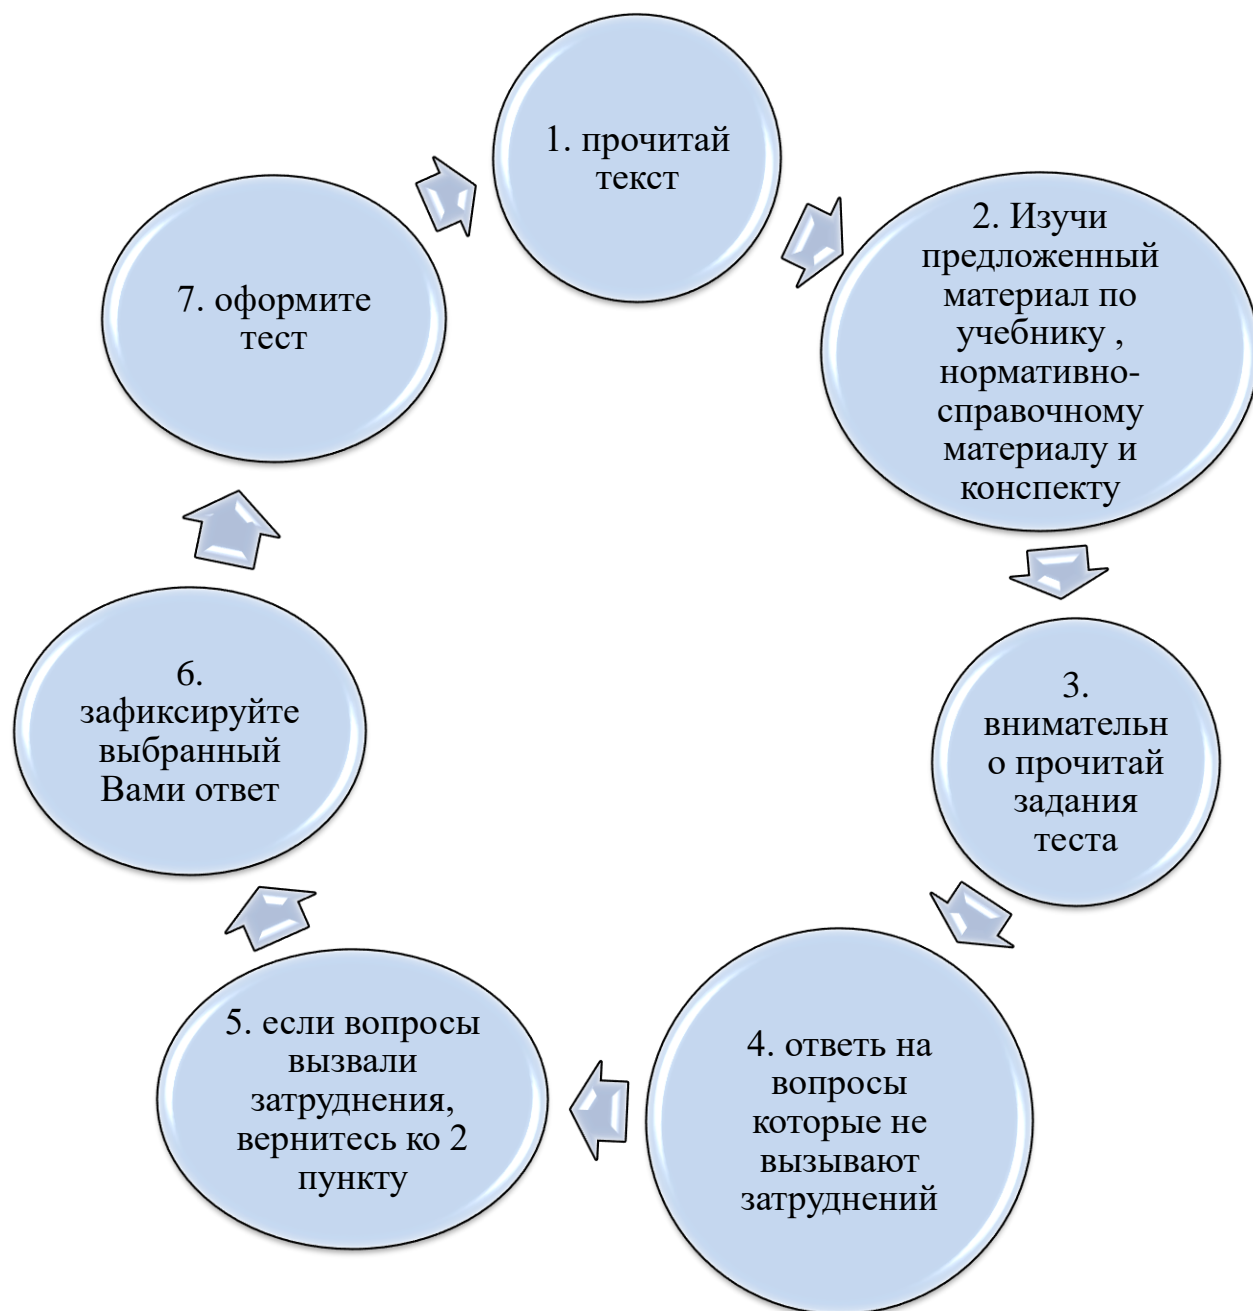 1. прочитай
текст
2. Изучи
предложенный
материал по
учебнику ,
нормативно-
справочному
материалу и
конспекту
3.
внимательн
о прочитай
задания
теста
4. ответь на
вопросы
которые не
вызывают
затруднений
5. если вопросы
вызвали
затруднения,
вернитесь ко 2
пункту
6.
зафиксируйте
выбранный
Вами ответ
7. оформите
тест